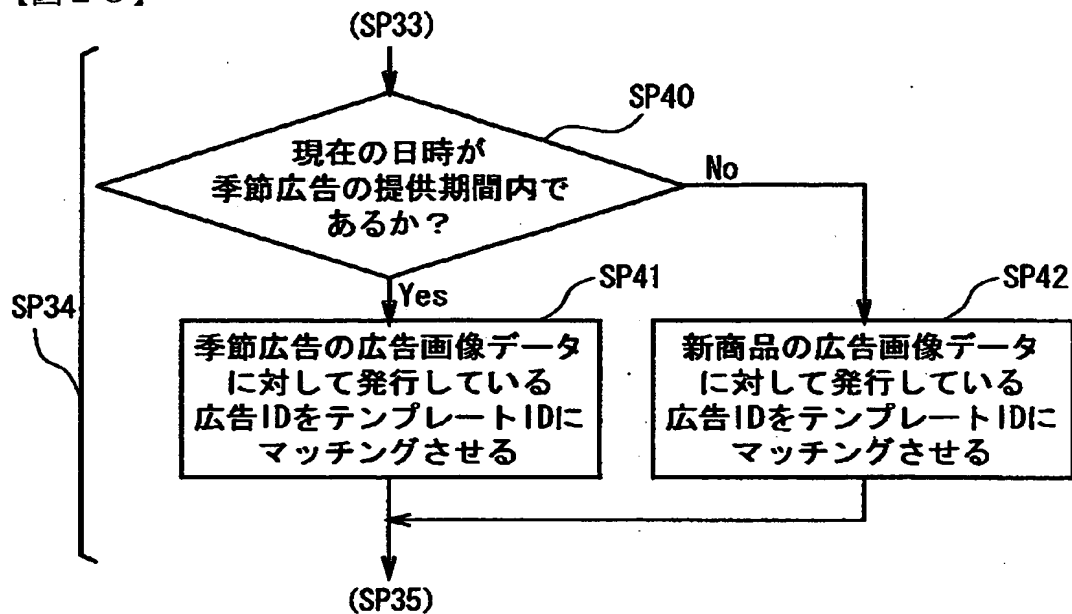 (SP33)
SP40
現在の日時が
季節広告の提供期間内で
あるか？
No
Yes
SP34
SP41
季節広告の広告画像データ
に対して発行している
広告IDをテンプレートIDに
マッチングさせる
SP42
新商品の広告画像データ
に対して発行している
広告IDをテンプレートIDに
マッチングさせる
(SP35)